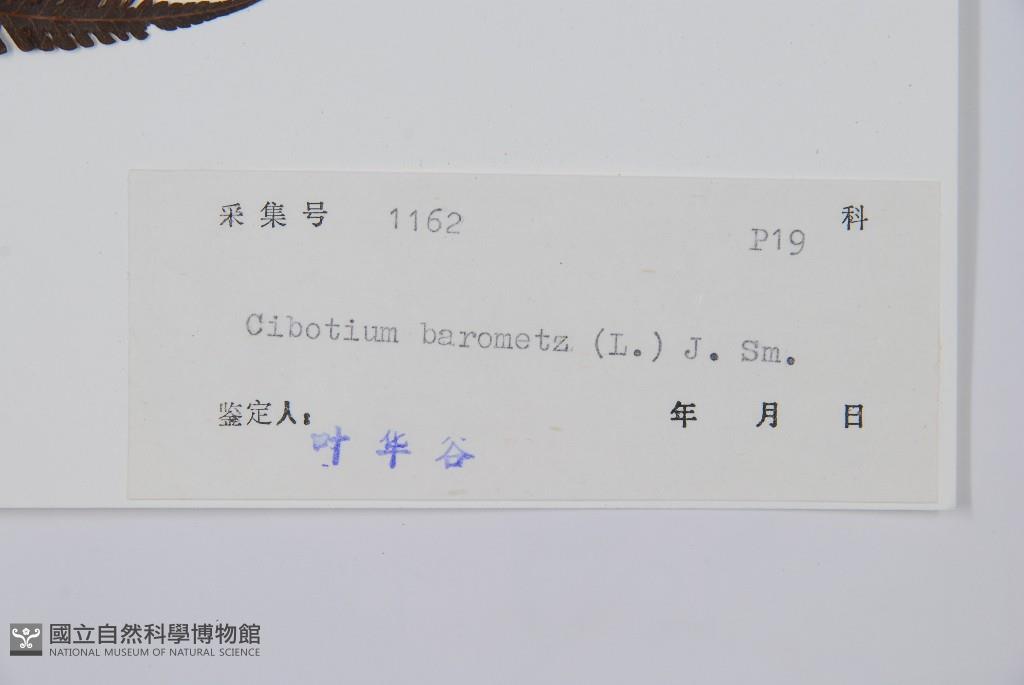 采集号 1162 科
P19
Cibotium barometz (L.) J. Sm.
鉴定人: 年 月 日
叶华谷
國立自然科學博物館
NATIONAL MUSEUM OF NATURAL SCIENCE